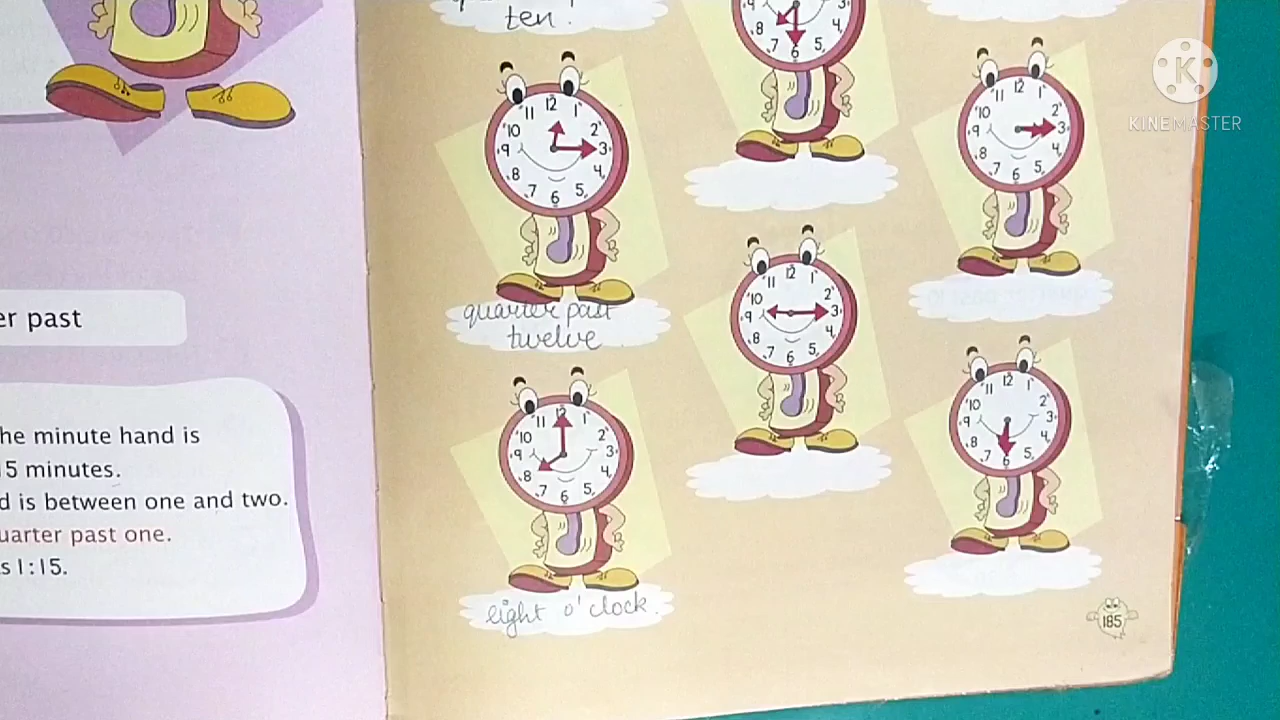 ten.
quarter past
twelve
eight o'clock.
er past
he minute hand is
5 minutes.
d is between one and two.
uarter past one.
s 1:15.
185
KINEMASTER